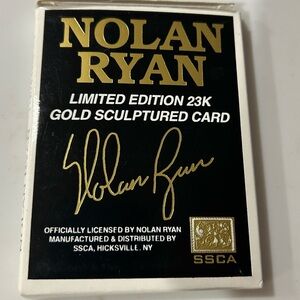 NOLAN
RYAN
LIMITED EDITION 23K
GOLD SCULPTURED CARD
Nolan Ryan
OFFICIALLY LICENSED BY NOLAN RYAN
MANUFACTURED & DISTRIBUTED BY
SSCA, HICKSVILLE, NY
SSCA